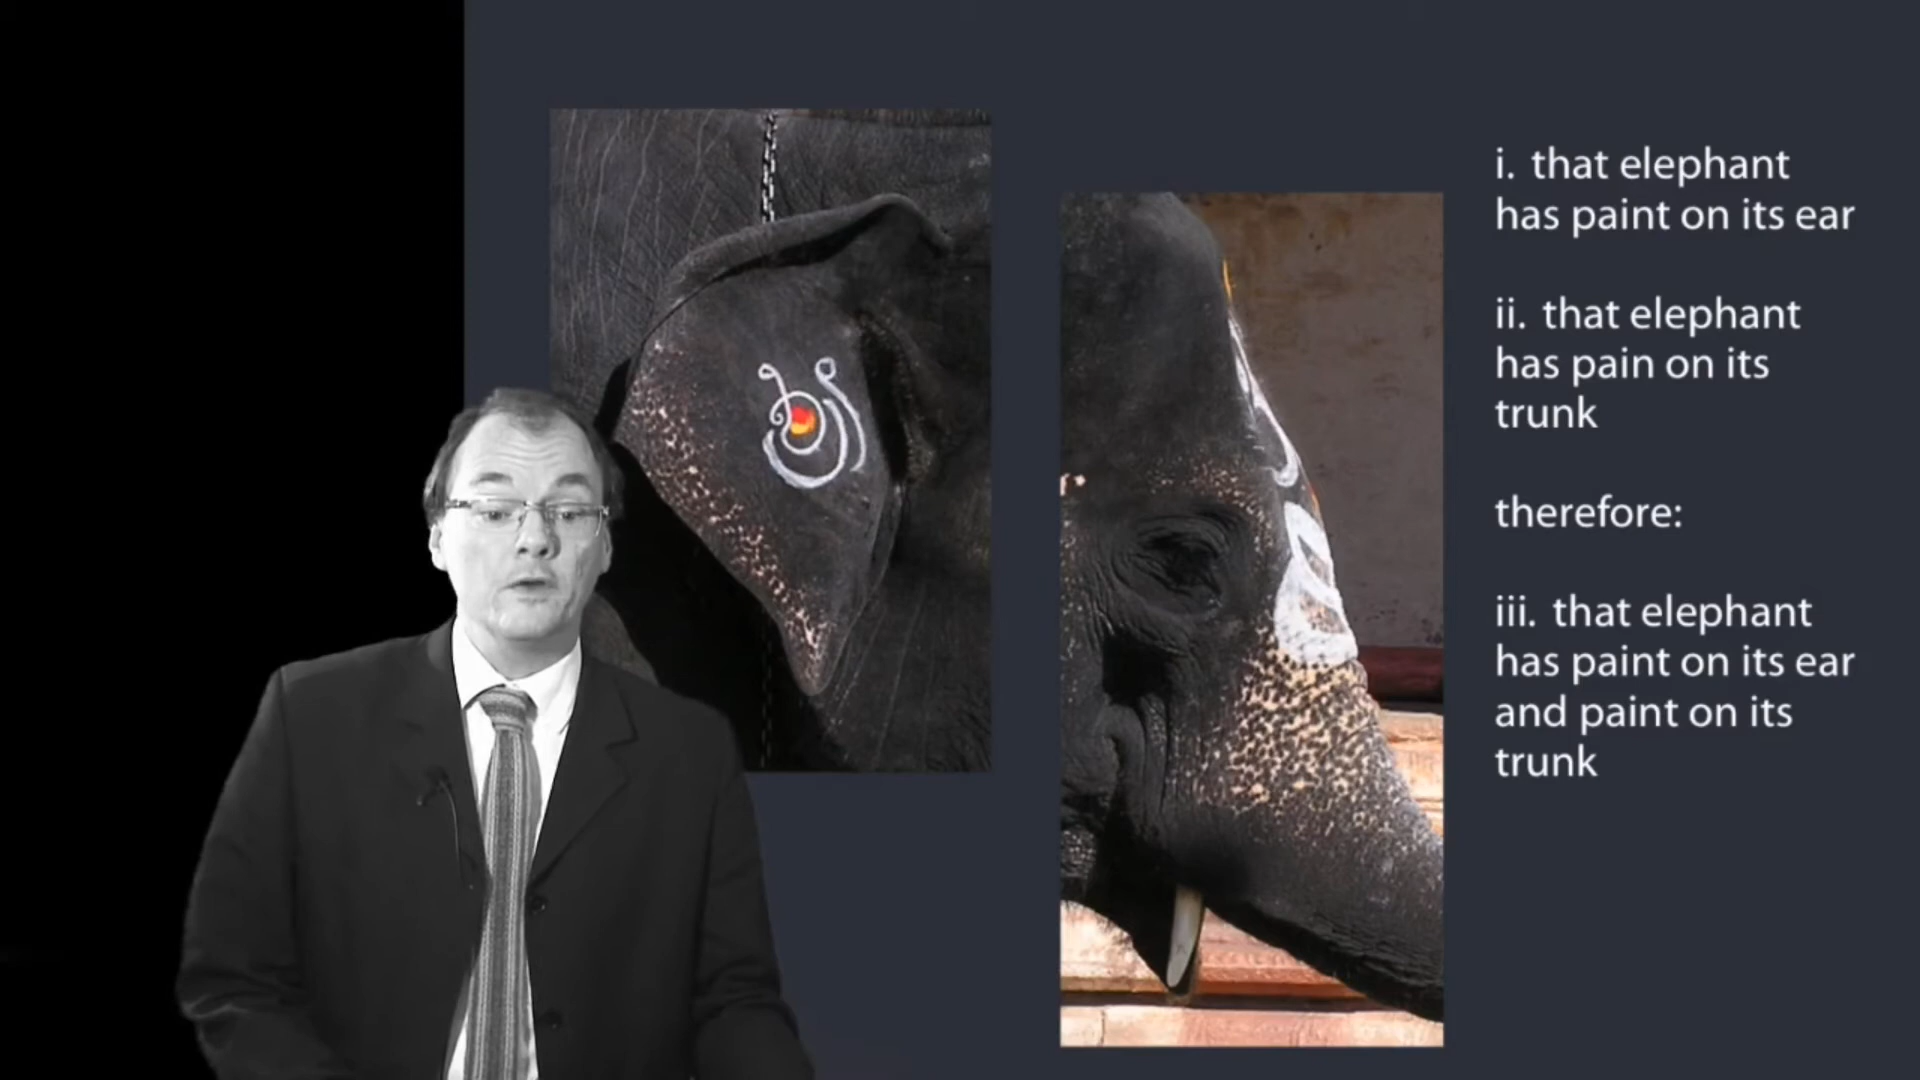 i. that elephant
has paint on its ear
ii. that elephant
has pain on its
trunk
therefore:
iii. that elephant
has paint on its ear
and paint on its
trunk